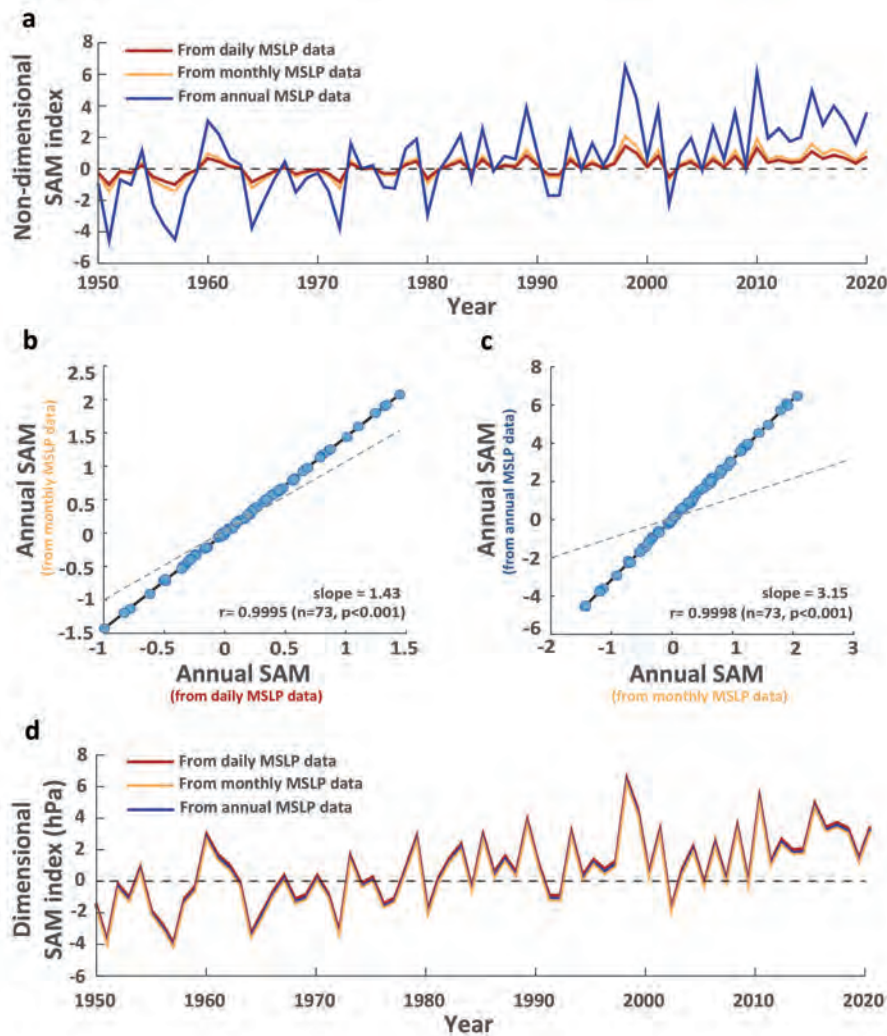 a
Non-dimensional
SAM index
8
6
4
2
0
-2
-4
-6
From daily MSLP data
From monthly MSLP data
From annual MSLP data
1950 1960 1970 1980 1990 2000 2010 2020
Year
b
Annual SAM
(from monthly MSLP data)
2.5
2
1.5
1
0.5
0
-0.5
-1
-1.5
slope = 1.43
r= 0.9995 (n=73, p<0.001)
-1 -0.5 0 0.5 1 1.5
Annual SAM
(from daily MSLP data)
c
Annual SAM
(from annual MSLP data)
8
6
4
2
0
-2
-4
-6
slope = 3.15
r= 0.9998 (n=73, p<0.001)
-2 -1 0 1 2 3
Annual SAM
(from monthly MSLP data)
d
Dimensional
SAM index (hPa)
8
6
4
2
0
-2
-4
-6
From daily MSLP data
From monthly MSLP data
From annual MSLP data
1950 1960 1970 1980 1990 2000 2010 2020
Year